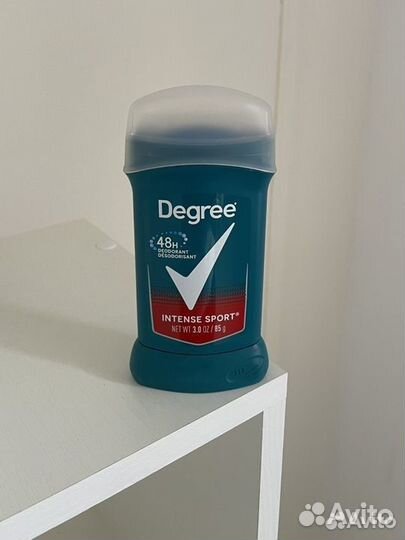 Degree®
48H
DEODORANT
DÉSODORISANT
INTENSE SPORT®
NET WT 3.0 OZ / 85 g
Avito